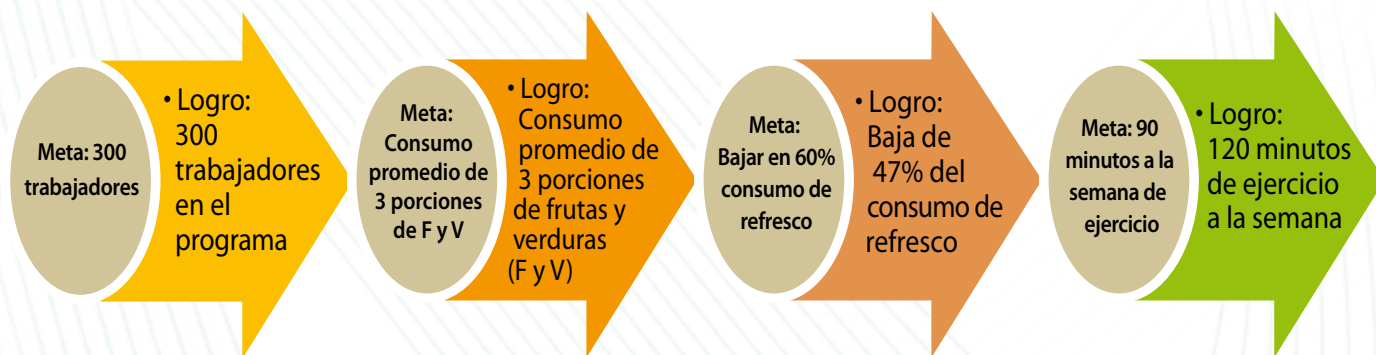 Meta: 300
trabajadores
• Logro:
300
trabajadores
en el
programa
Meta:
Consumo
promedio de
3 porciones
de F y V
• Logro:
Consumo
promedio de
3 porciones
de frutas y
verduras
(F y V)
Meta:
Bajar en 60%
consumo de
refresco
• Logro:
Baja de
47% del
consumo de
refresco
Meta: 90
minutos a la
semana de
ejercicio
• Logro:
120 minutos
de ejercicio
a la semana